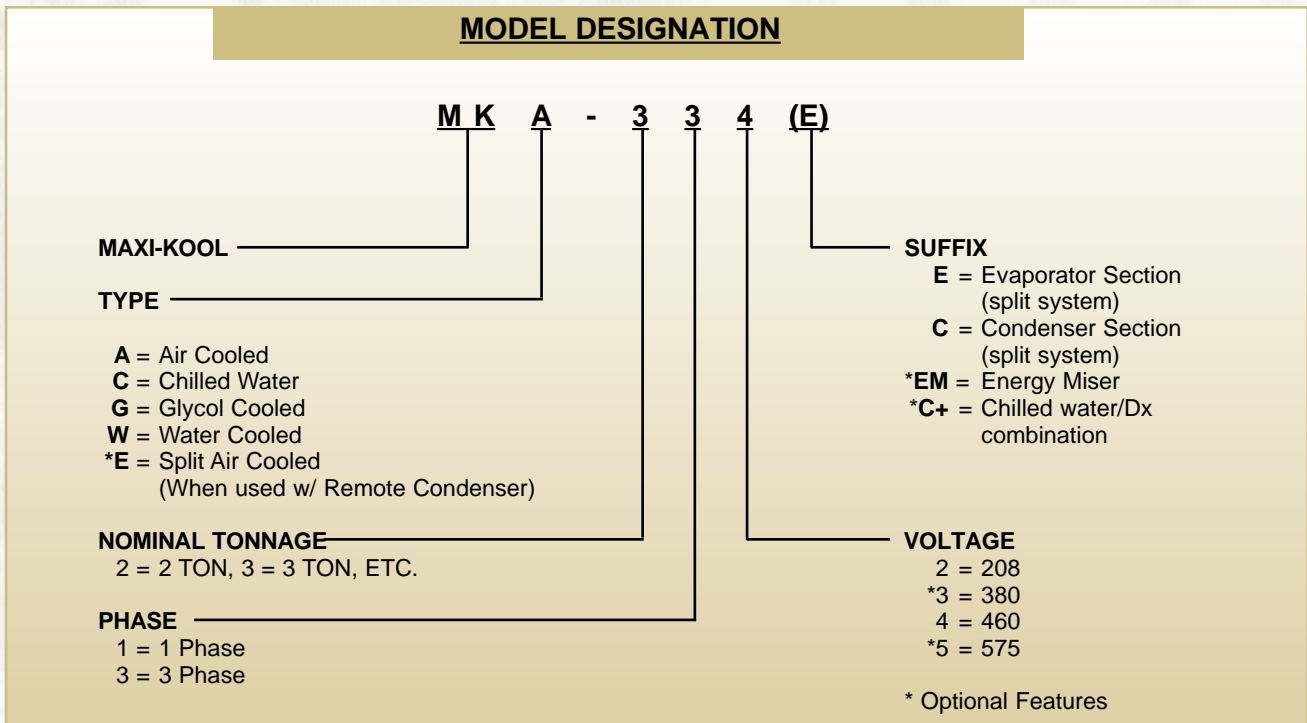 MODEL DESIGNATION
M K A - 3 3 4 (E)
MAXI-KOOL
TYPE
A = Air Cooled
C = Chilled Water
G = Glycol Cooled
W = Water Cooled
*E = Split Air Cooled
(When used w/ Remote Condenser)
NOMINAL TONNAGE
2 = 2 TON, 3 = 3 TON, ETC.
PHASE
1 = 1 Phase
3 = 3 Phase
SUFFIX
E = Evaporator Section
(split system)
C = Condenser Section
(split system)
*EM = Energy Miser
*C+ = Chilled water/Dx
combination
VOLTAGE
2 = 208
*3 = 380
4 = 460
*5 = 575
* Optional Features